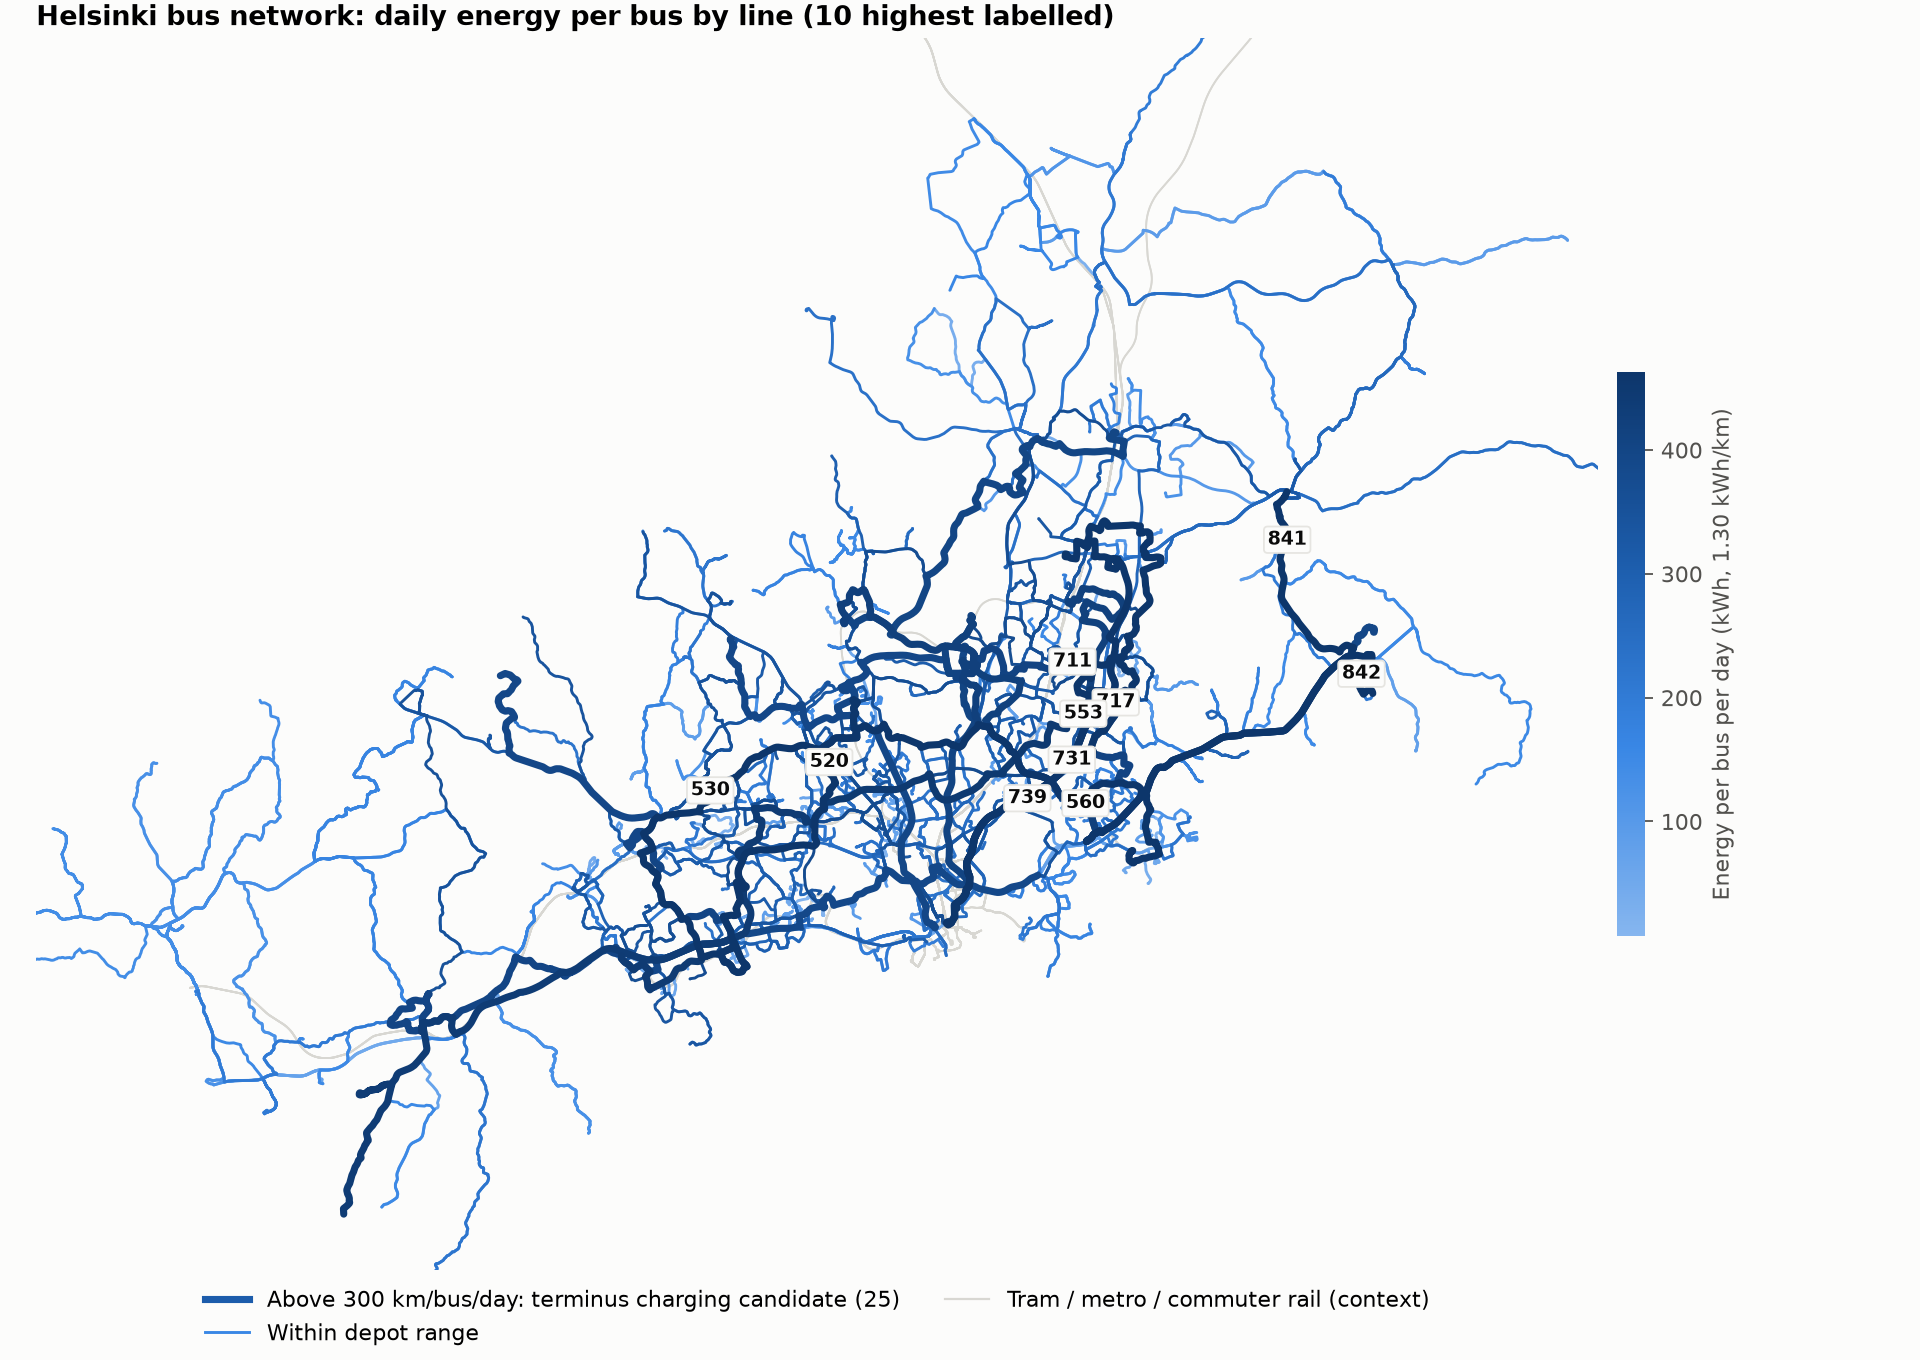 Helsinki bus network: daily energy per bus by line (10 highest labelled)
841
842
711
717
553
731
520
530
739
560
400
300
200
100
Energy per bus per day (kWh, 1.30 kWh/km)
Above 300 km/bus/day: terminus charging candidate (25)
Within depot range
Tram / metro / commuter rail (context)